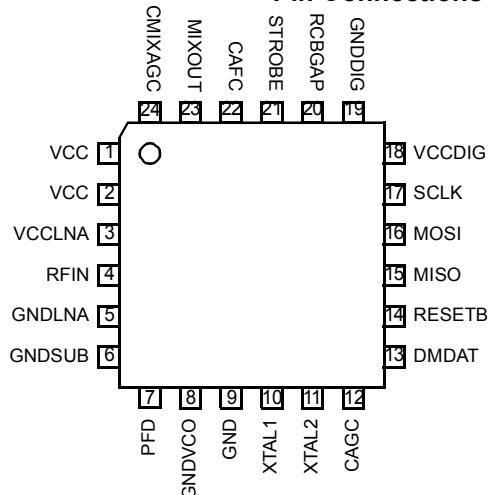 Pin Connections
CMIXAGC
MIXOUT
CAFC
STROBE
RCBGAP
GNDDIG
24
23
22
21
20
19
VCC 1
VCC 2
VCCLNA 3
RFIN 4
GNDLNA 5
GNDSUB 6
18 VCCDIG
17 SCLK
16 MOSI
15 MISO
14 RESETB
13 DMDAT
7
8
9
10
11
12
PFD
GNDVCO
GND
XTAL1
XTAL2
CAGC